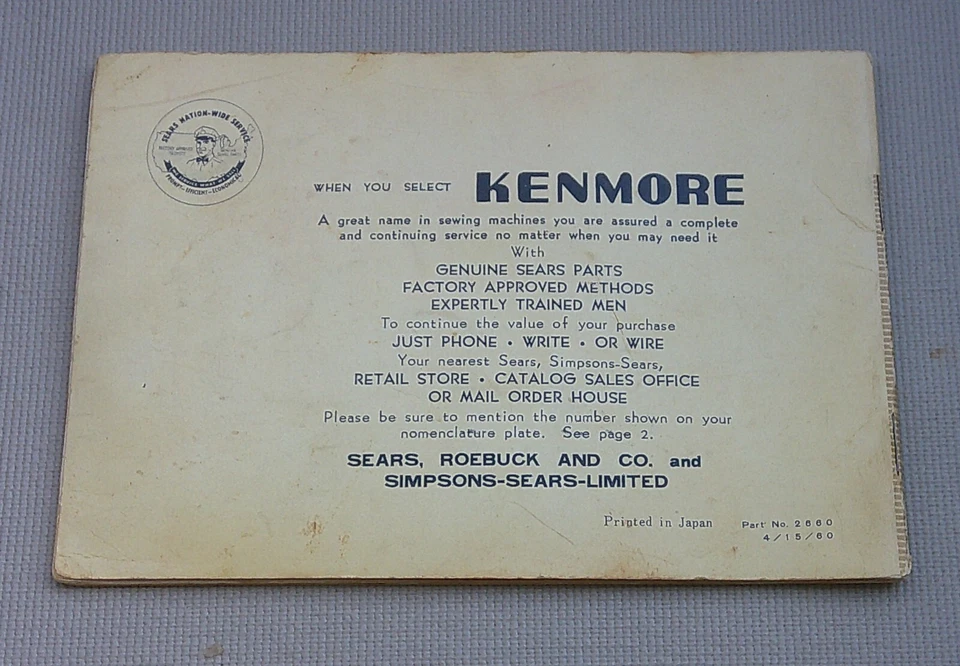 SEARS NATION-WIDE SERVICE
PROMPT - EFFICIENT - ECONOMICAL
WHEN YOU SELECT KENMORE
A great name in sewing machines you are assured a complete
and continuing service no matter when you may need it
With
GENUINE SEARS PARTS
FACTORY APPROVED METHODS
EXPERTLY TRAINED MEN
To continue the value of your purchase
JUST PHONE • WRITE • OR WIRE
Your nearest Sears, Simpsons-Sears,
RETAIL STORE • CATALOG SALES OFFICE
OR MAIL ORDER HOUSE
Please be sure to mention the number shown on your
nomenclature plate. See page 2.
SEARS, ROEBUCK AND CO. and
SIMPSONS-SEARS-LIMITED
Printed in Japan Part No. 2660
4/15/60